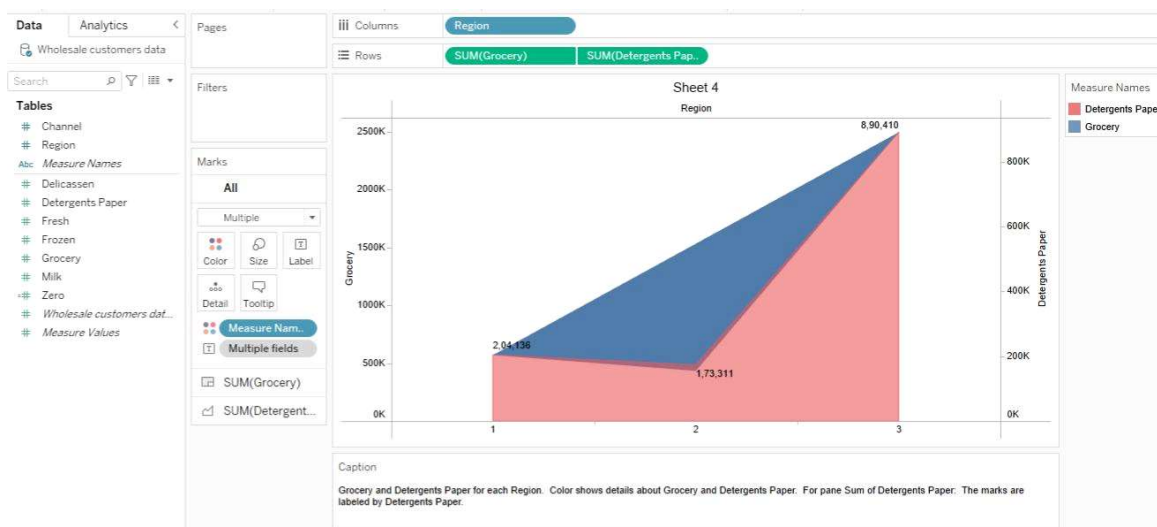 Data
Analytics
Wholesale customers data
Search
Tables
# Channel
# Region
Abc Measure Names
# Delicassen
# Detergents Paper
# Fresh
# Frozen
# Grocery
# Milk
=# Zero
# Wholesale customers dat...
# Measure Values
Pages
Filters
Marks
All
Multiple
Color Size Label
Detail Tooltip
Measure Nam..
Multiple fields
SUM(Grocery)
SUM(Detergent...
Columns
Region
Rows
SUM(Grocery) SUM(Detergents Pap..
Sheet 4
Region
2500K
2000K
1500K
1000K
500K
0K
Grocery
2,04,136
1,73,311
8,90,410
1 2 3
800K
600K
400K
200K
0K
Detergents Paper
Measure Names
Detergents Pape
Grocery
Caption
Grocery and Detergents Paper for each Region. Color shows details about Grocery and Detergents Paper. For pane Sum of Detergents Paper: The marks are
labeled by Detergents Paper.